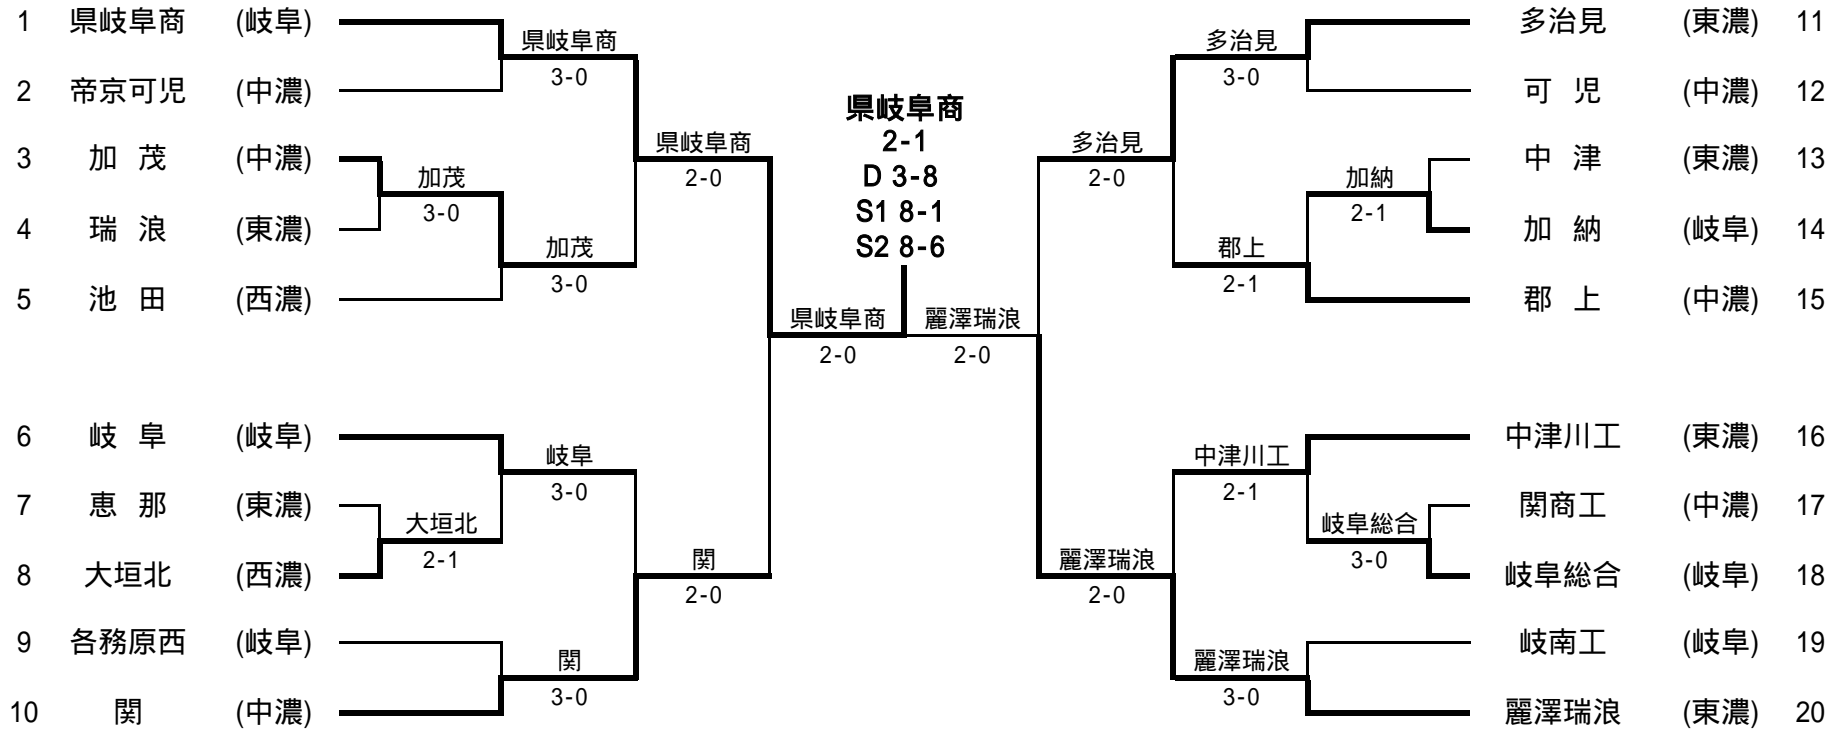 1 県岐阜商 (岐阜)
2 帝京可児 (中濃)
3 加 茂 (中濃)
4 瑞 浪 (東濃)
5 池 田 (西濃)
6 岐 阜 (岐阜)
7 恵 那 (東濃)
8 大垣北 (西濃)
9 各務原西 (岐阜)
10 関 (中濃)
加茂
3-0
大垣北
2-1
県岐阜商
3-0
加茂
3-0
岐阜
3-0
関
3-0
県岐阜商
2-0
関
2-0
県岐阜商
2-0
県岐阜商
2-1
D 3-8
S1 8-1
S2 8-6
麗澤瑞浪
2-0
多治見
2-0
麗澤瑞浪
2-0
多治見
3-0
郡上
2-1
中津川工
2-1
麗澤瑞浪
3-0
加納
2-1
岐阜総合
3-0
多治見 (東濃) 11
可 児 (中濃) 12
中 津 (東濃) 13
加 納 (岐阜) 14
郡 上 (中濃) 15
中津川工 (東濃) 16
関商工 (中濃) 17
岐阜総合 (岐阜) 18
岐南工 (岐阜) 19
麗澤瑞浪 (東濃) 20